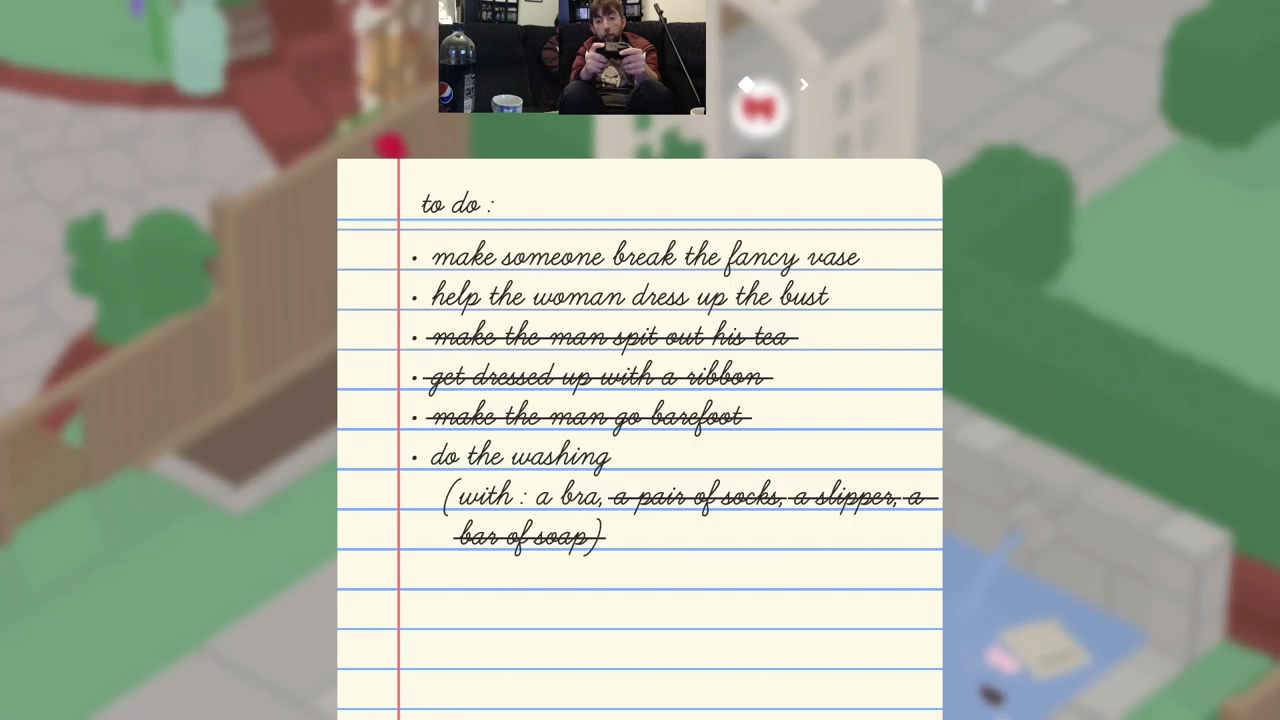 to do :
• make someone break the fancy vase
• help the woman dress up the bust
• make the man spit out his tea
• get dressed up with a ribbon
• make the man go barefoot
• do the washing
(with : a bra, a pair of socks, a slipper, a
bar of soap)